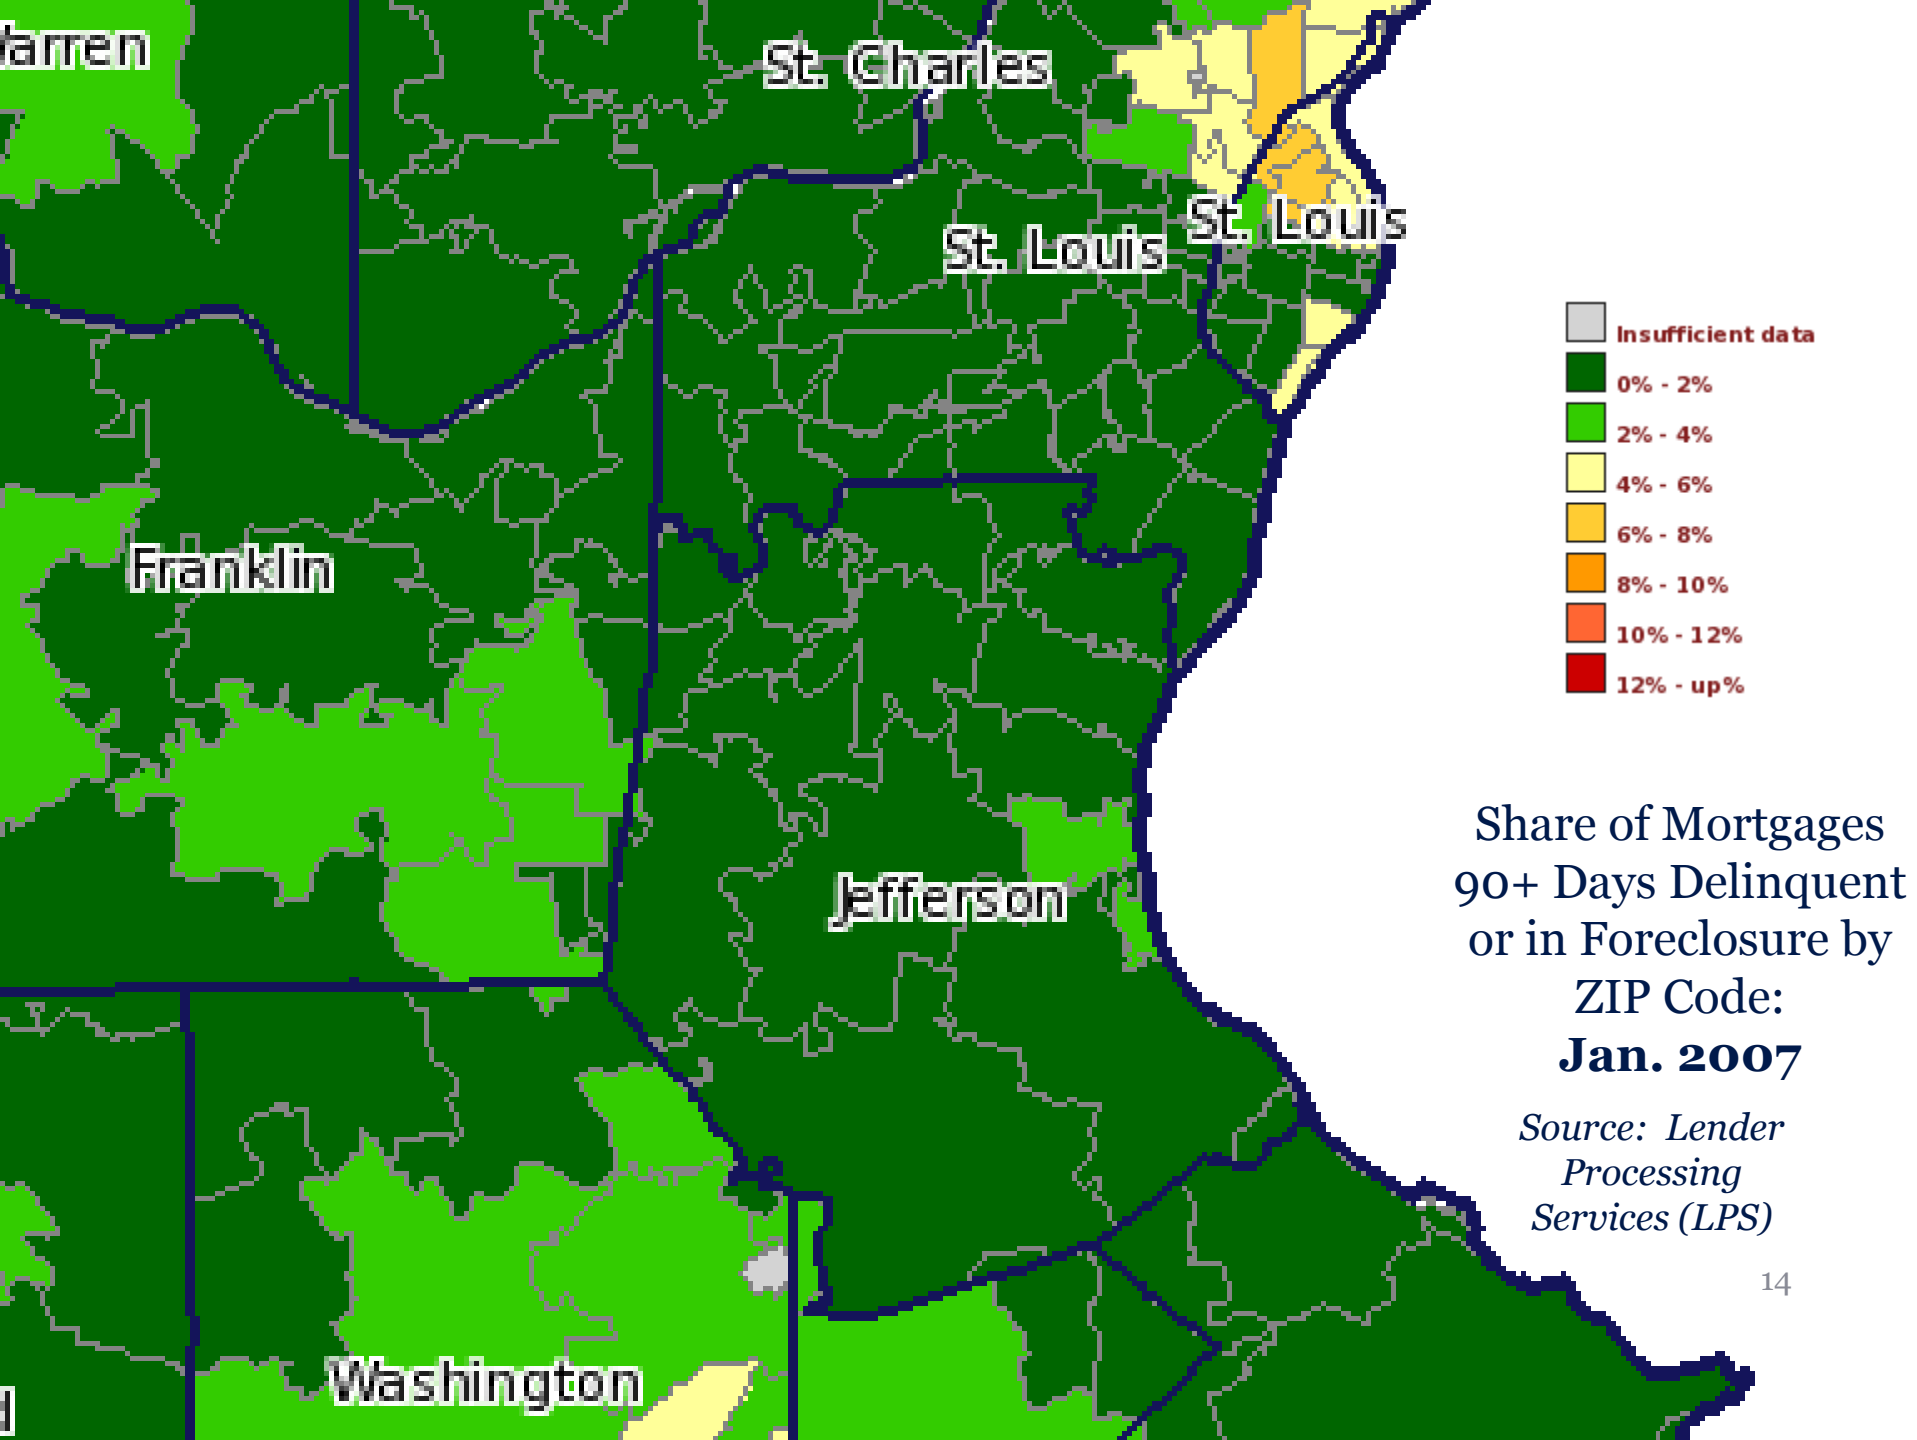 St. Charles
St. Louis
St. Louis
Franklin
Jefferson
Washington
Insufficient data
0% - 2%
2% - 4%
4% - 6%
6% - 8%
8% - 10%
10% - 12%
12% - up%
Share of Mortgages
90+ Days Delinquent
or in Foreclosure by
ZIP Code:
Jan. 2007
Source: Lender
Processing
Services (LPS)
14